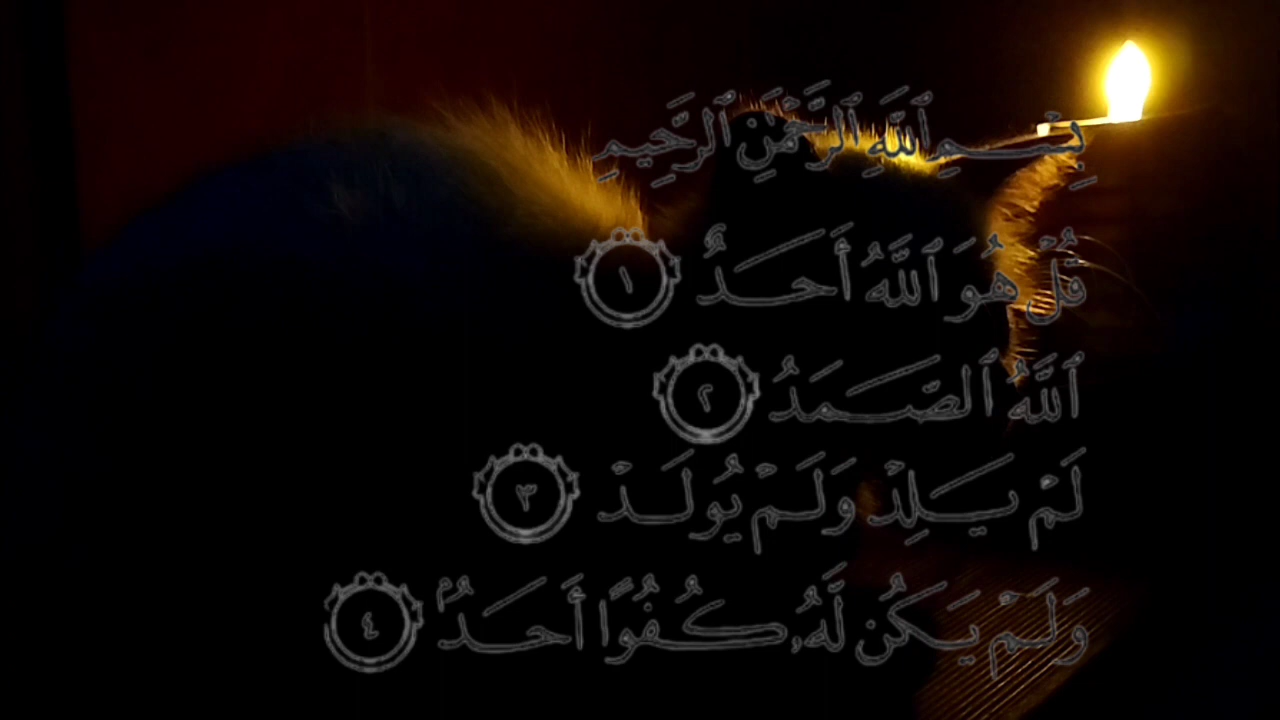 بِسْمِ ٱللَّهِ ٱلرَّحْمَٰنِ ٱلرَّحِيمِ
قُلْ هُوَ ٱللَّهُ أَحَدٌ ١
ٱللَّهُ ٱلصَّمَدُ ٢
لَمْ يَلِدْ وَلَمْ يُولَدْ ٣
وَلَمْ يَكُن لَّهُۥ كُفُوًا أَحَدٌۢ ٤